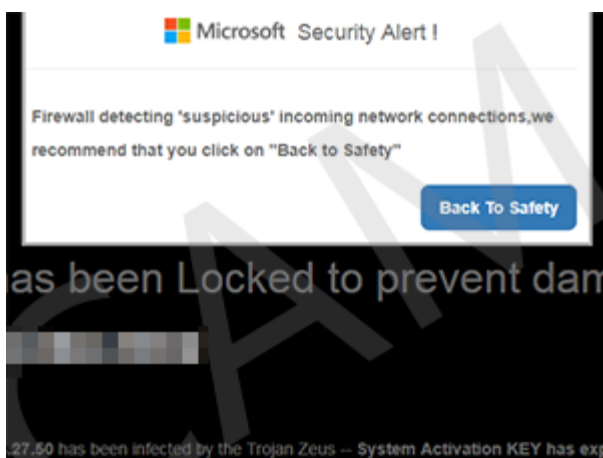 Microsoft Security Alert !
Firewall detecting 'suspicious' incoming network connections,we
recommend that you click on "Back to Safety"
Back To Safety
as been Locked to prevent dam
.27.50 has been infected by the Trojan Zeus -- System Activation KEY has exp
CAM